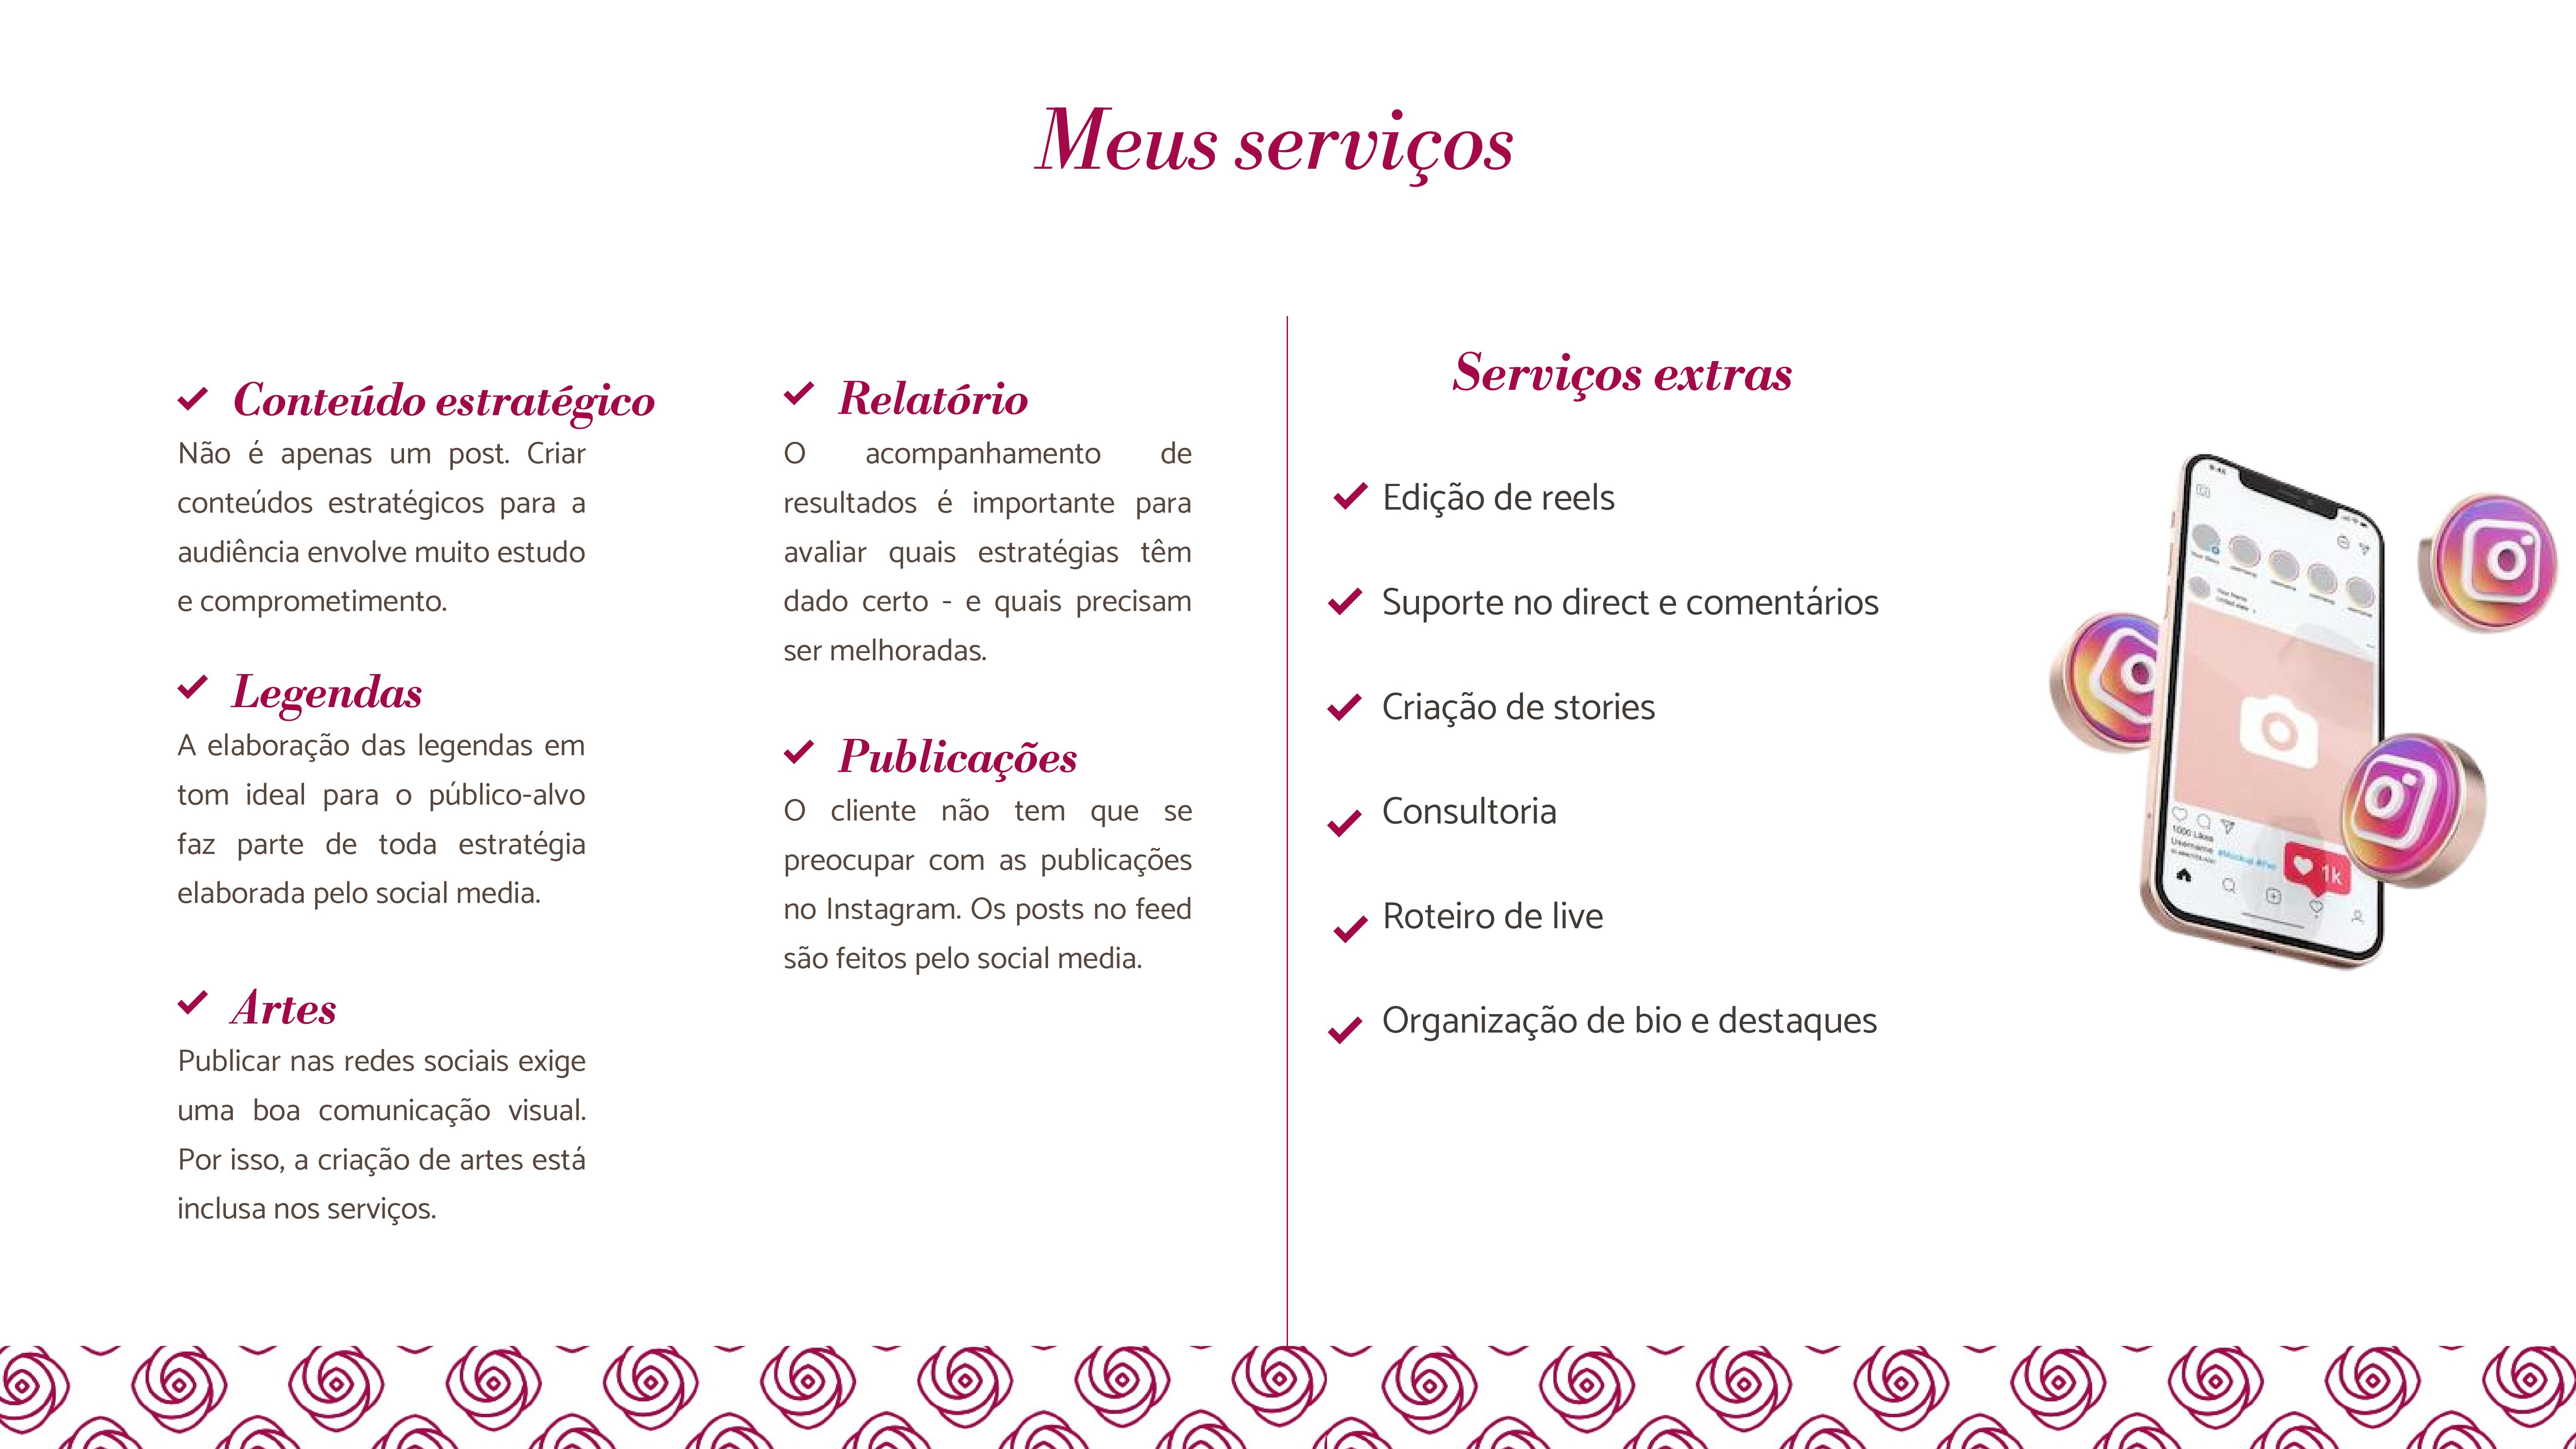 Meus serviços
Conteúdo estratégico
Não é apenas um post. Criar
conteúdos estratégicos para a
audiência envolve muito estudo
e comprometimento.
Legendas
A elaboração das legendas em
tom ideal para o público-alvo
faz parte de toda estratégia
elaborada pelo social media.
Artes
Publicar nas redes sociais exige
uma boa comunicação visual.
Por isso, a criação de artes está
inclusa nos serviços.
Relatório
O acompanhamento de
resultados é importante para
avaliar quais estratégias têm
dado certo - e quais precisam
ser melhoradas.
Publicações
O cliente não tem que se
preocupar com as publicações
no Instagram. Os posts no feed
são feitos pelo social media.
Serviços extras
Edição de reels
Suporte no direct e comentários
Criação de stories
Consultoria
Roteiro de live
Organização de bio e destaques
9:45
1000 Likes
Username
1k